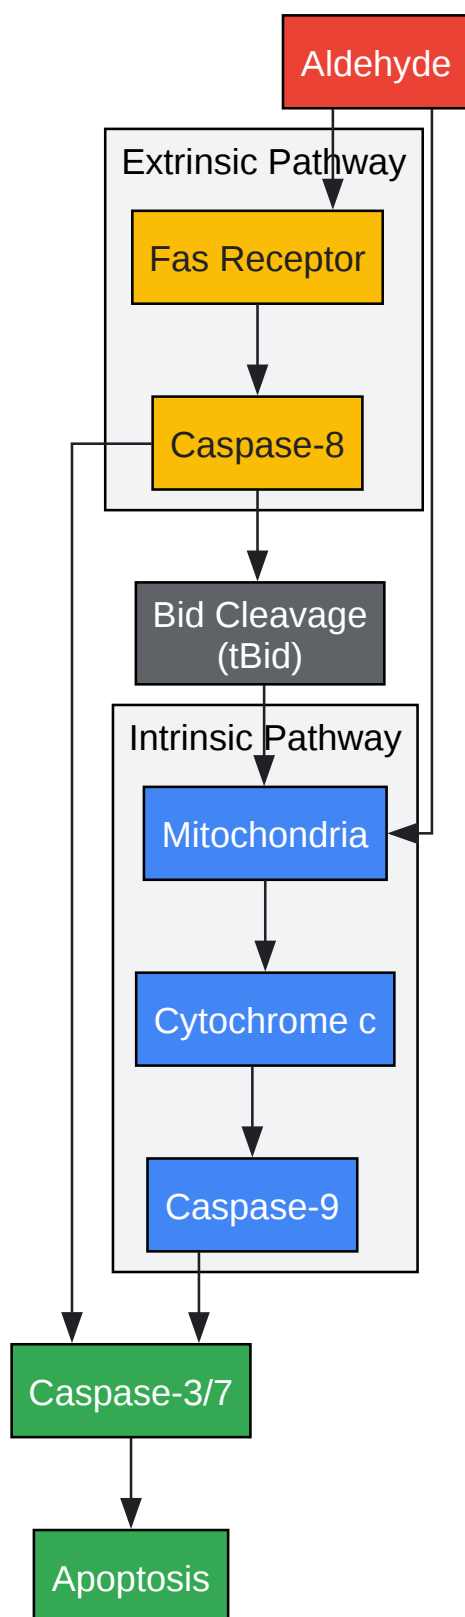 Aldehyde
Extrinsic Pathway
Fas Receptor
Caspase-8
Bid Cleavage
(tBid)
Intrinsic Pathway
Mitochondria
Cytochrome c
Caspase-9
Caspase-3/7
Apoptosis